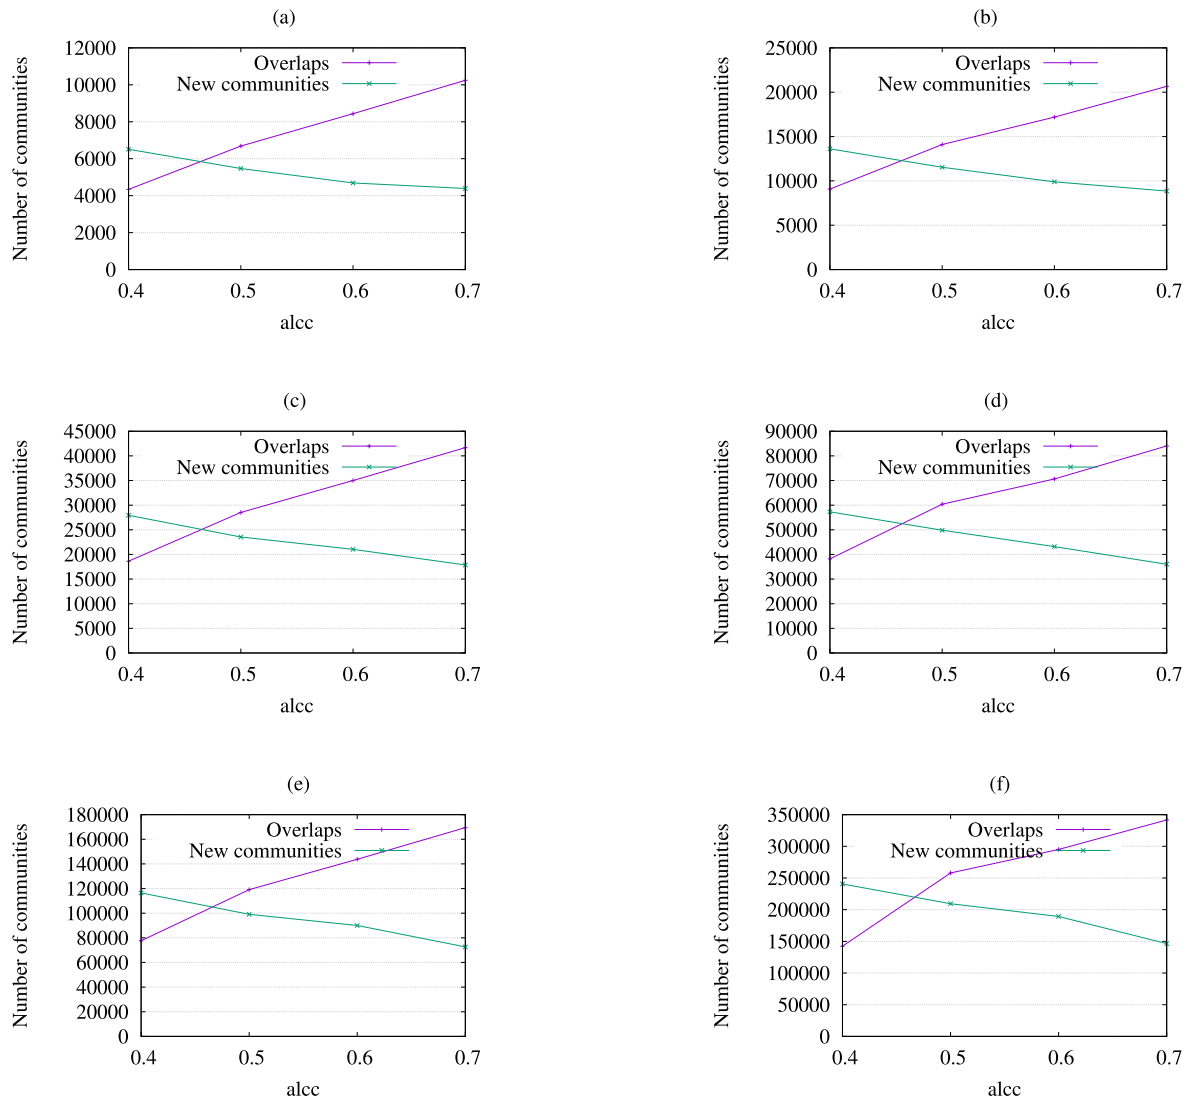 (a)
Number of communities
12000
10000
8000
6000
4000
2000
0
Overlaps
New communities
0.4 0.5 0.6 0.7
alcc
(b)
Number of communities
25000
20000
15000
10000
5000
0
Overlaps
New communities
0.4 0.5 0.6 0.7
alcc
(c)
Number of communities
45000
40000
35000
30000
25000
20000
15000
10000
5000
0
Overlaps
New communities
0.4 0.5 0.6 0.7
alcc
(d)
Number of communities
90000
80000
70000
60000
50000
40000
30000
20000
10000
0
Overlaps
New communities
0.4 0.5 0.6 0.7
alcc
(e)
Number of communities
180000
160000
140000
120000
100000
80000
60000
40000
20000
0
Overlaps
New communities
0.4 0.5 0.6 0.7
alcc
(f)
Number of communities
350000
300000
250000
200000
150000
100000
50000
0
Overlaps
New communities
0.4 0.5 0.6 0.7
alcc